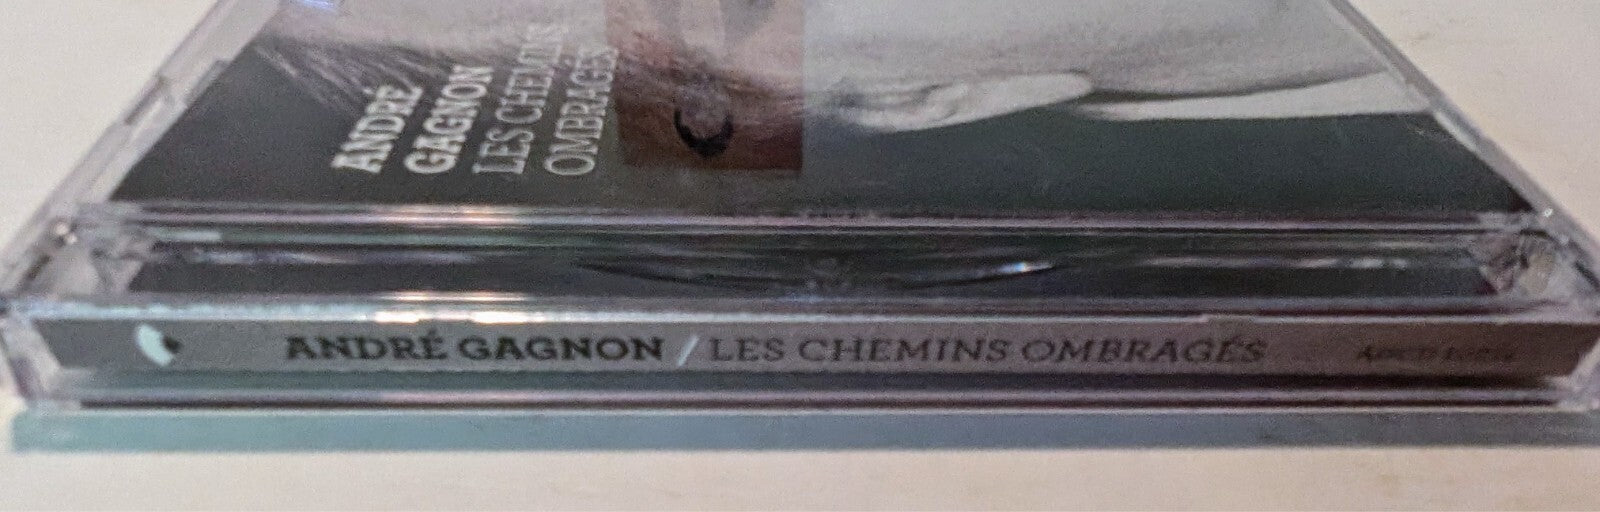 ANDRÉ
GAGNON
LES CHEMINS
OMBRAGÉS
ANDRÉ GAGNON / LES CHEMINS OMBRAGÉS